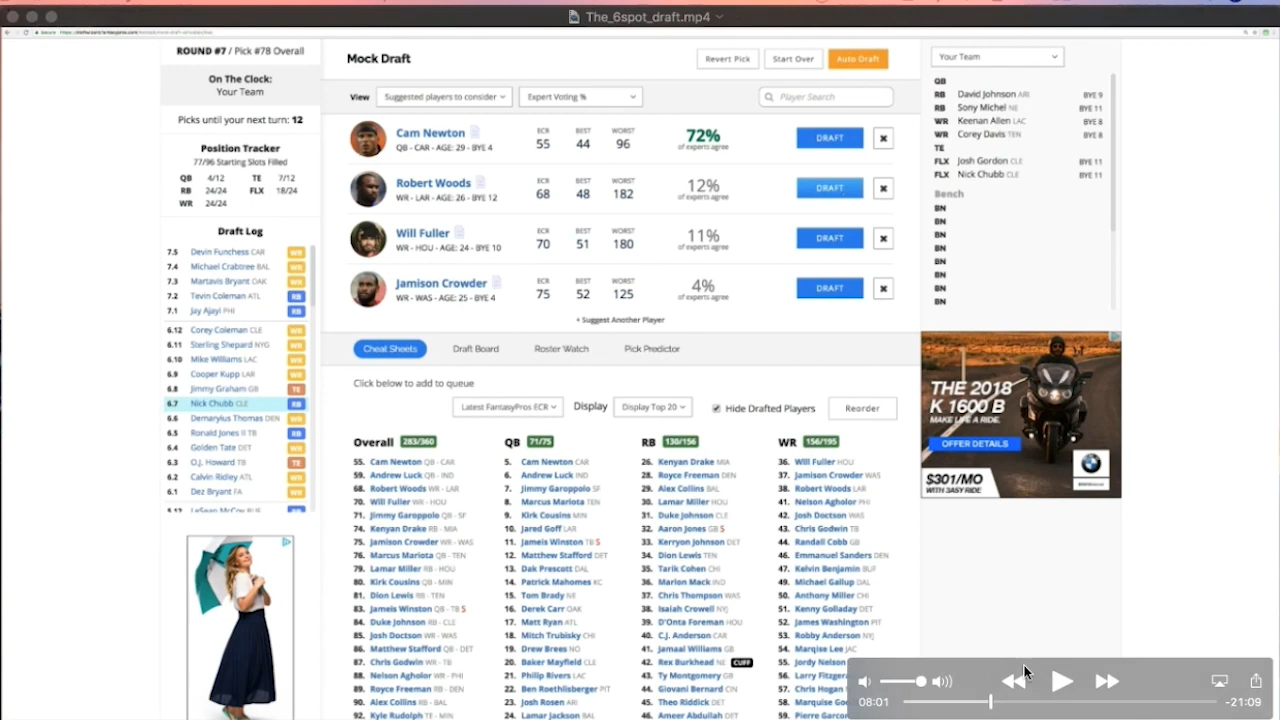 The_6spot_draft.mp4
ROUND #7 / Pick #78 Overall
On The Clock:
Your Team
Picks until your next turn: 12
Position Tracker
77/96 Starting Slots Filled
QB 4/12 TE 7/12
RB 24/24 FLX 18/24
WR 24/24
Draft Log
7.5 Devin Funchess CAR WR
7.4 Michael Crabtree BAL WR
7.3 Martavis Bryant OAK WR
7.2 Tevin Coleman ATL RB
7.1 Jay Ajayi PHI RB
6.12 Corey Coleman CLE WR
6.11 Sterling Shepard NYG WR
6.10 Mike Williams LAC WR
6.9 Cooper Kupp LAR WR
6.8 Jimmy Graham GB TE
6.7 Nick Chubb CLE RB
6.6 Demaryius Thomas DEN WR
6.5 Ronald Jones II TB RB
6.4 Golden Tate DET WR
6.3 O.J. Howard TB TE
6.2 Calvin Ridley ATL WR
6.1 Dez Bryant FA WR
5.12 LeSean McCoy BUF
Mock Draft
Revert Pick
Start Over
Auto Draft
View
Suggested players to consider
Expert Voting %
Player Search
Cam Newton
QB - CAR - AGE: 29 - BYE 4
ECR 55 BEST 44 WORST 96
72%
of experts agree
DRAFT
Robert Woods
WR - LAR - AGE: 26 - BYE 12
ECR 68 BEST 48 WORST 182
12%
of experts agree
DRAFT
Will Fuller
WR - HOU - AGE: 24 - BYE 10
ECR 70 BEST 51 WORST 180
11%
of experts agree
DRAFT
Jamison Crowder
WR - WAS - AGE: 25 - BYE 4
ECR 75 BEST 52 WORST 125
4%
of experts agree
DRAFT
+ Suggest Another Player
Cheat Sheets
Draft Board
Roster Watch
Pick Predictor
Click below to add to queue
Latest FantasyPros ECR
Display
Display Top 20
Hide Drafted Players
Reorder
Overall 283/360
55. Cam Newton QB - CAR
59. Andrew Luck QB - IND
68. Robert Woods WR - LAR
70. Will Fuller WR - HOU
71. Jimmy Garoppolo QB - SF
74. Kenyan Drake RB - MIA
75. Jamison Crowder WR - WAS
76. Marcus Mariota QB - TEN
79. Lamar Miller RB - HOU
80. Kirk Cousins QB - MIN
81. Dion Lewis RB - TEN
83. Jameis Winston QB - TB S
84. Duke Johnson RB - CLE
85. Josh Doctson WR - WAS
86. Matthew Stafford QB - DET
87. Chris Godwin WR - TB
88. Nelson Agholor WR - PHI
89. Royce Freeman RB - DEN
90. Alex Collins RB - BAL
92. Kyle Rudolph TE - MIN
QB 71/75
5. Cam Newton CAR
6. Andrew Luck IND
7. Jimmy Garoppolo SF
8. Marcus Mariota TEN
9. Kirk Cousins MIN
10. Jared Goff LAR
11. Jameis Winston TB S
12. Matthew Stafford DET
13. Dak Prescott DAL
14. Patrick Mahomes KC
15. Tom Brady NE
16. Derek Carr OAK
17. Matt Ryan ATL
18. Mitch Trubisky CHI
19. Drew Brees NO
20. Baker Mayfield CLE
21. Philip Rivers LAC
22. Ben Roethlisberger PIT
23. Josh Rosen ARI
24. Lamar Jackson BAL
RB 130/156
26. Kenyan Drake MIA
28. Royce Freeman DEN
29. Alex Collins BAL
30. Lamar Miller HOU
31. Duke Johnson CLE
32. Aaron Jones GB S
33. Kerryon Johnson DET
34. Dion Lewis TEN
35. Tarik Cohen CHI
36. Marlon Mack IND
37. Chris Thompson WAS
38. Isaiah Crowell NYJ
39. D'Onta Foreman HOU
40. C.J. Anderson CAR
41. Jamaal Williams GB
42. Rex Burkhead NE CUFF
43. Ty Montgomery GB
44. Giovani Bernard CIN
45. Theo Riddick DET
46. Ameer Abdullah DET
WR 156/195
36. Will Fuller HOU
37. Jamison Crowder WAS
38. Robert Woods LAR
41. Nelson Agholor PHI
42. Josh Doctson WAS
43. Chris Godwin TB
44. Randall Cobb GB
46. Emmanuel Sanders DEN
47. Kelvin Benjamin BUF
49. Michael Gallup DAL
50. Anthony Miller CHI
51. Kenny Golladay DET
52. James Washington PIT
53. Robby Anderson NYJ
54. Marqise Lee JAC
55. Jordy Nelson
56. Larry Fitzger
57. Chris Hogan
58. Marquise Goo
59. Pierre Garcon
Your Team
QB
RB David Johnson ARI BYE 9
RB Sony Michel NE BYE 11
WR Keenan Allen LAC BYE 8
WR Corey Davis TEN BYE 8
TE
FLX Josh Gordon CLE BYE 11
FLX Nick Chubb CLE BYE 11
Bench
BN
BN
BN
BN
BN
BN
BN
BN
THE 2018
K 1600 B
MAKE LIFE A RIDE.
OFFER DETAILS
$301/MO
WITH 3ASY RIDE
08:01
-21:09